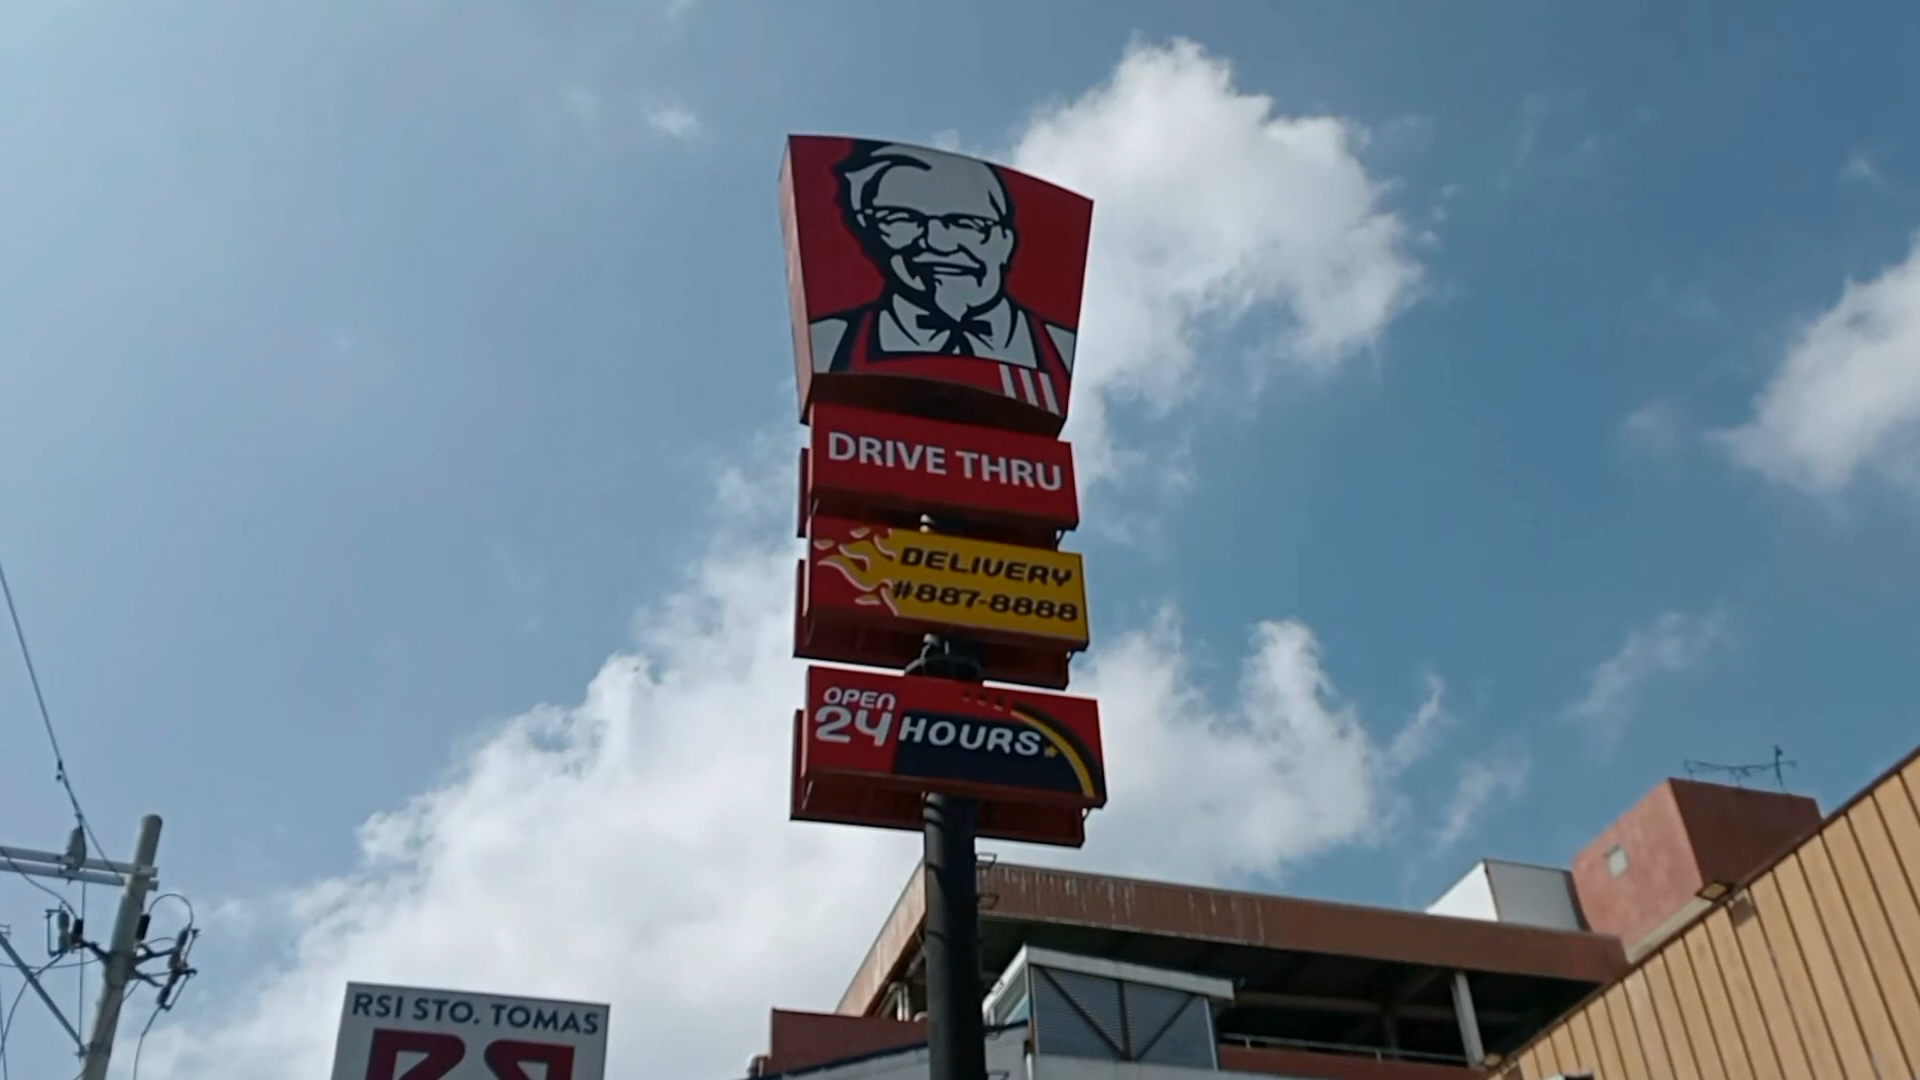 DRIVE THRU
DELIVERY
#887-8888
OPEN
24 HOURS
RSI STO. TOMAS